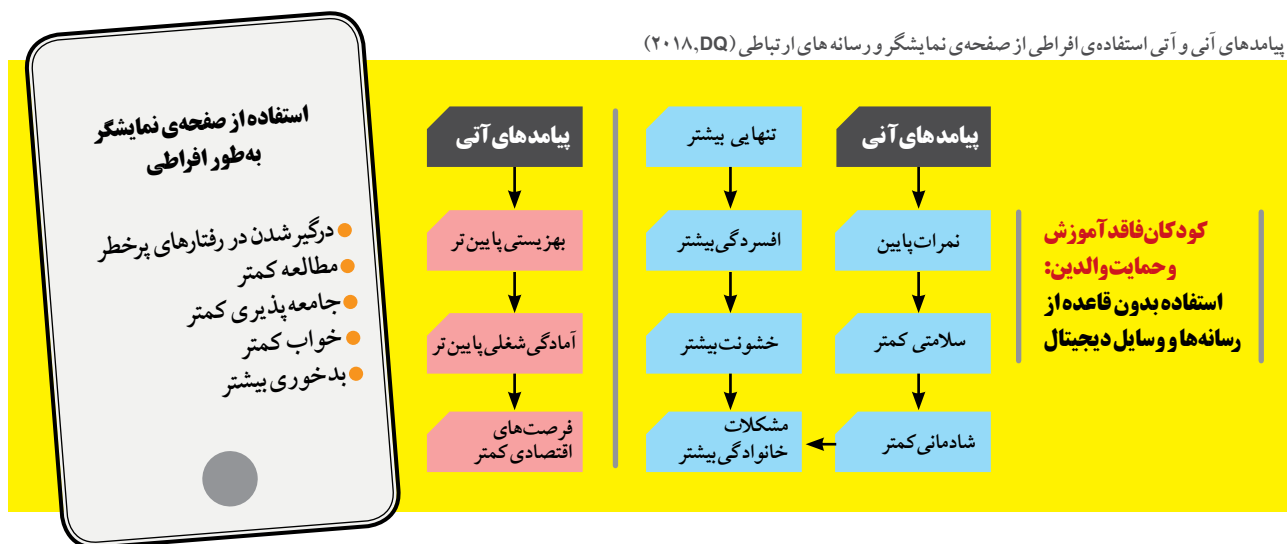 پیامدهای آنی و آتی استفاده‌ی افراطی از صفحه‌ی نمایشگر و رسانه های ارتباطی (DQ,۲۰۱۸)
کودکان فاقد آموزش
و حمایت والدین:
استفاده بدون قاعده از
رسانه‌ها و وسایل دیجیتال
پیامدهای آنی
نمرات پایین
سلامتی کمتر
شادمانی کمتر
تنهایی بیشتر
افسردگی بیشتر
خشونت بیشتر
مشکلات
خانوادگی بیشتر
پیامدهای آتی
بهزیستی پایین تر
آمادگی شغلی پایین تر
فرصت‌های
اقتصادی کمتر
استفاده از صفحه‌ی نمایشگر
به‌طور افراطی
درگیر شدن در رفتارهای پرخطر
مطالعه کمتر
جامعه پذیری کمتر
خواب کمتر
بدخوری بیشتر